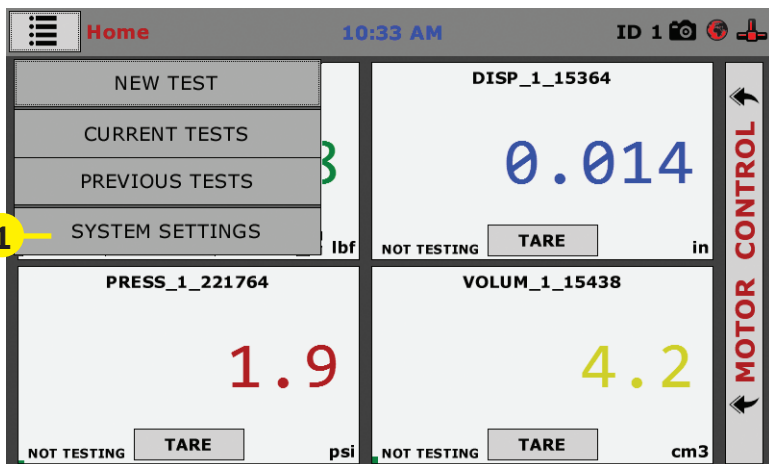 Home
10:33 AM
ID 1
NEW TEST
CURRENT TESTS
PREVIOUS TESTS
1 SYSTEM SETTINGS
lbf
DISP_1_15364
0.014
NOT TESTING
TARE
in
PRESS_1_221764
1.9
NOT TESTING
TARE
psi
VOLUM_1_15438
4.2
NOT TESTING
TARE
cm3
MOTOR CONTROL